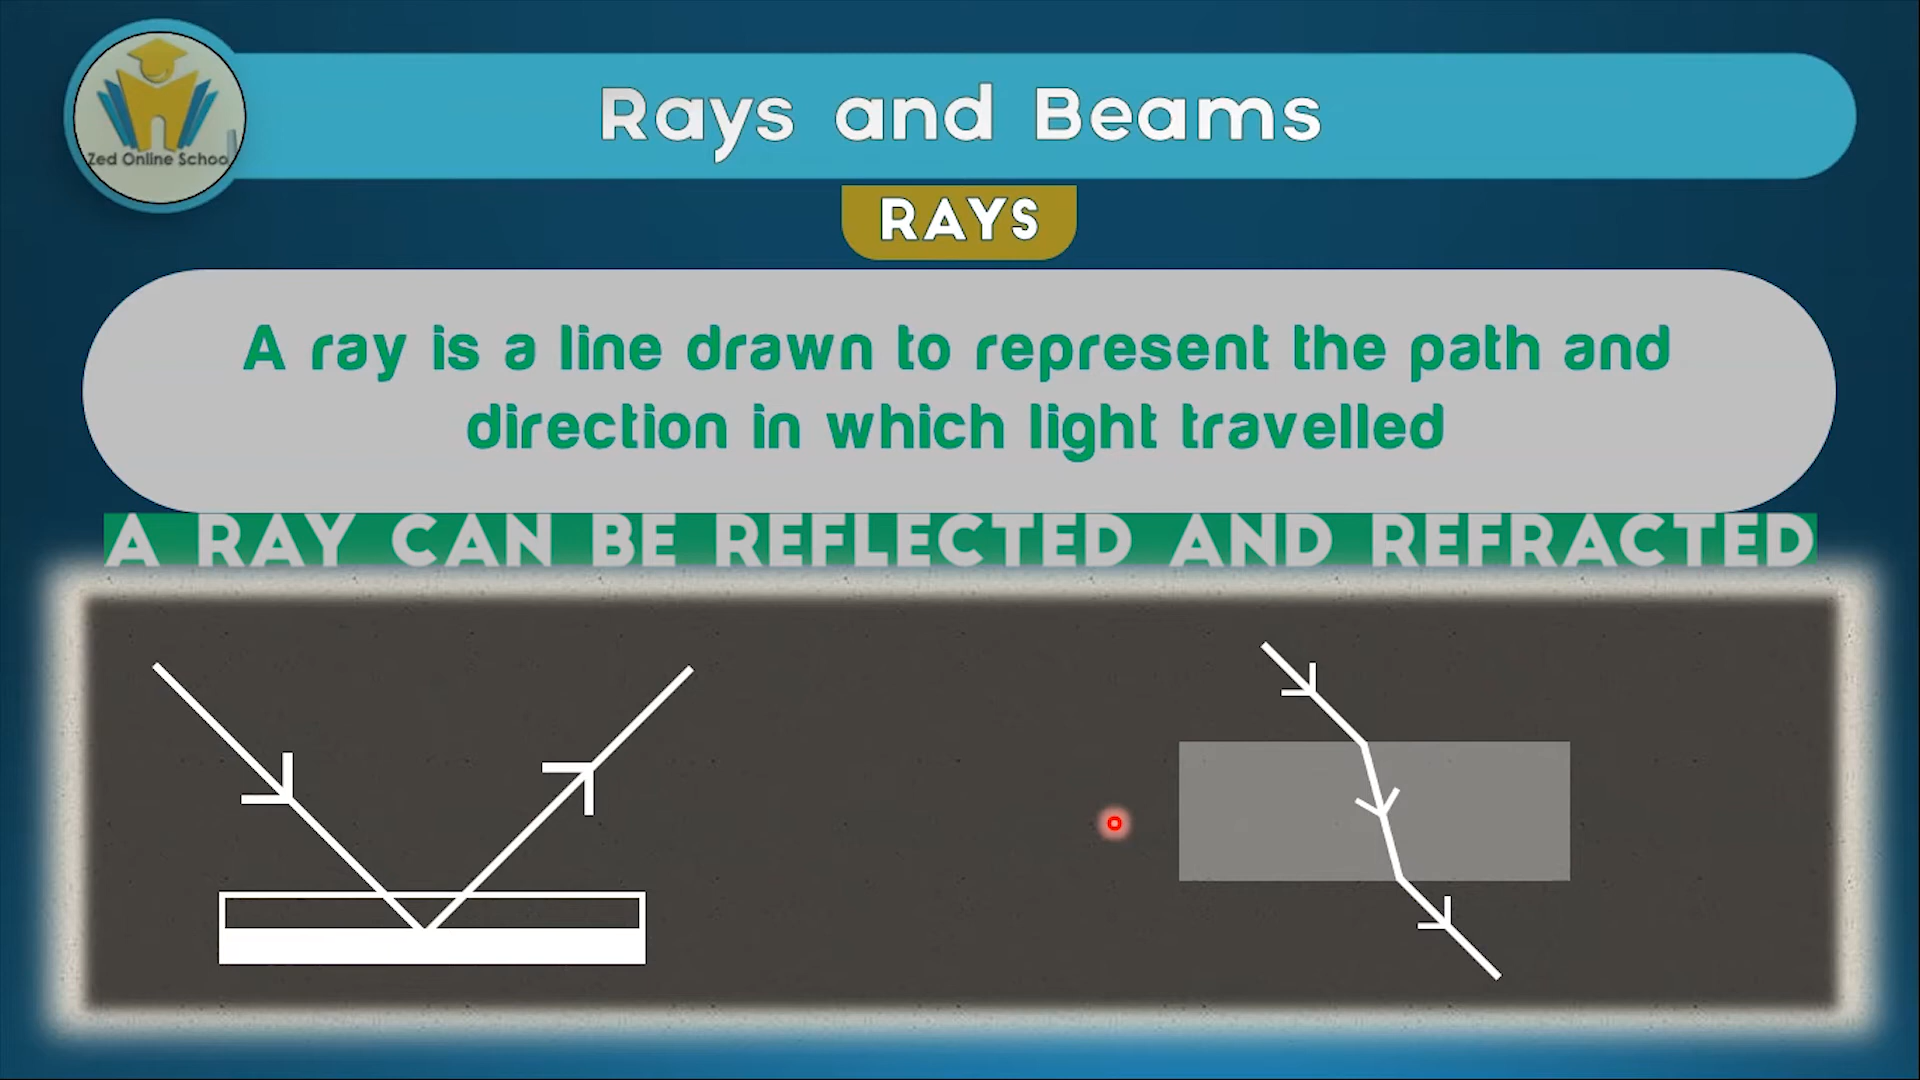 Zed Online School
Rays and Beams
RAYS
A ray is a line drawn to represent the path and
direction in which light travelled
A RAY CAN BE REFLECTED AND REFRACTED